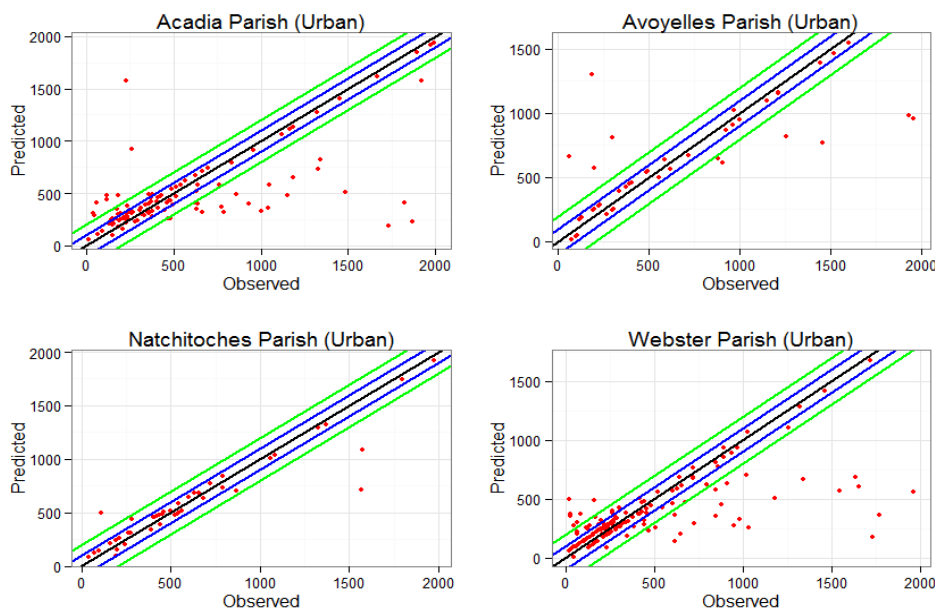 Acadia Parish (Urban)
2000
1500
1000
500
0
Predicted
0 500 1000 1500 2000
Observed
Avoyelles Parish (Urban)
1500
1000
500
0
Predicted
0 500 1000 1500 2000
Observed
Natchitoches Parish (Urban)
2000
1500
1000
500
0
Predicted
0 500 1000 1500 2000
Observed
Webster Parish (Urban)
1500
1000
500
0
Predicted
0 500 1000 1500 2000
Observed